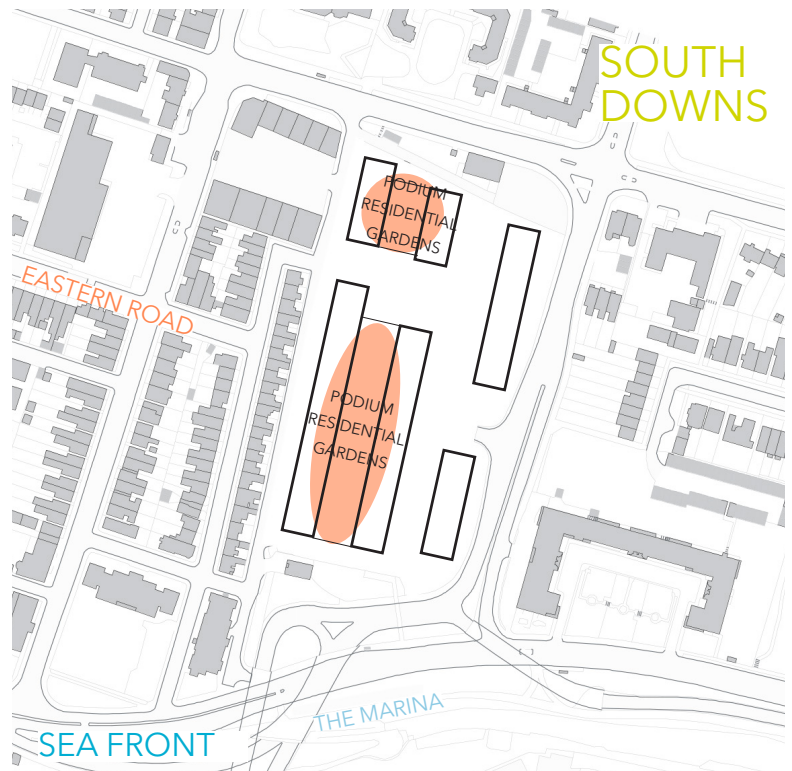 SOUTH
DOWNS
PODIUM
RESIDENTIAL
GARDENS
EASTERN ROAD
PODIUM
RESIDENTIAL
GARDENS
THE MARINA
SEA FRONT